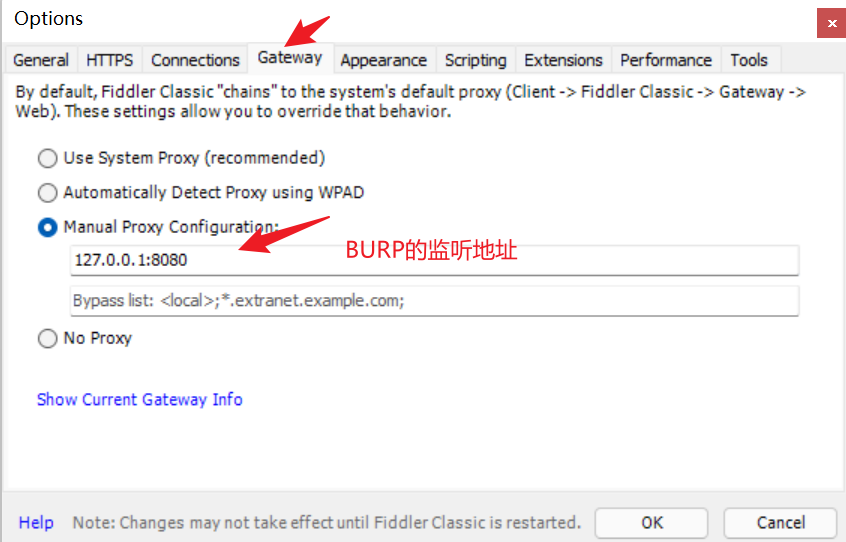 Options
General HTTPS Connections Gateway Appearance Scripting Extensions Performance Tools
By default, Fiddler Classic "chains" to the system's default proxy (Client -> Fiddler Classic -> Gateway ->
Web). These settings allow you to override that behavior.
Use System Proxy (recommended)
Automatically Detect Proxy using WPAD
Manual Proxy Configuration:
BURP的监听地址
127.0.0.1:8080
Bypass list: <local>;*.extranet.example.com;
No Proxy
Show Current Gateway Info
Help Note: Changes may not take effect until Fiddler Classic is restarted. OK Cancel